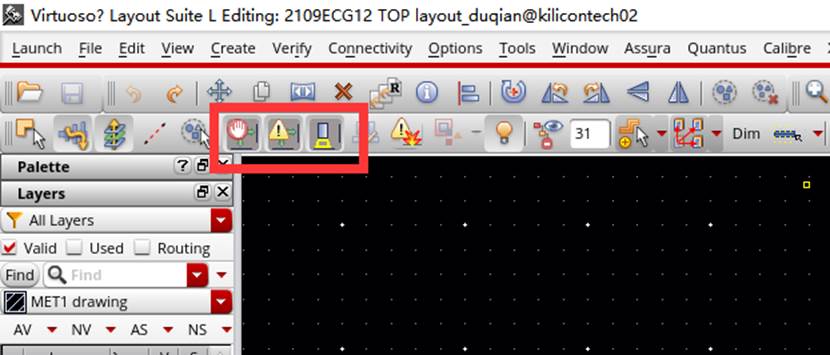 Virtuoso? Layout Suite L Editing: 2109ECG12 TOP layout_duqian@kilicontech02
Launch File Edit View Create Verify Connectivity Options Tools Window Assura Quantus Calibre
R
31 Dim
Palette ?
Layers
All Layers
Valid Used Routing
Find Find
MET1 drawing
AV NV AS NS